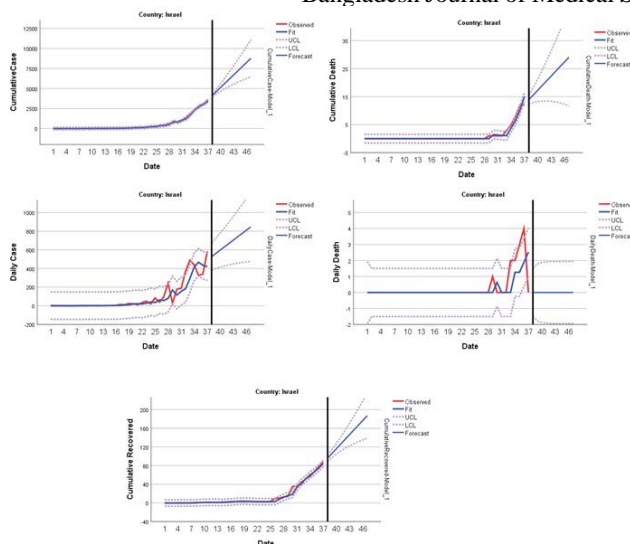 Bangladesh Journal of Medical S
Country: Israel
12500
10000
7500
5000
2500
0
CumulativeCase
1 4 7 10 13 16 19 22 25 28 31 34 37 40 43 46
Date
CumulativeCase-Model_1
Observed
Fit
UCL
LCL
Forecast
Country: Israel
35
25
15
5
-5
Cumulative Death
1 4 7 10 13 16 19 22 25 28 31 34 37 40 43 46
Date
CumulativeDeath-Model_1
Observed
Fit
UCL
LCL
Forecast
Country: Israel
1000
800
600
400
200
0
-200
Daily Case
1 4 7 10 13 16 19 22 25 28 31 34 37 40 43 46
Date
DailyCase-Model_1
Observed
Fit
UCL
LCL
Forecast
Country: Israel
5
4
3
2
1
0
-1
-2
Daily Death
1 4 7 10 13 16 19 22 25 28 31 34 37 40 43 46
Date
DailyDeath-Model_1
Observe
Fit
UCL
LCL
Forecast
Country: Israel
200
160
120
80
40
0
-40
Cumulative Recovered
1 4 7 10 13 16 19 22 25 28 31 34 37 40 43 46
Date
CumulativeRecovered-Model_1
Observed
Fit
UCL
LCL
Forecast